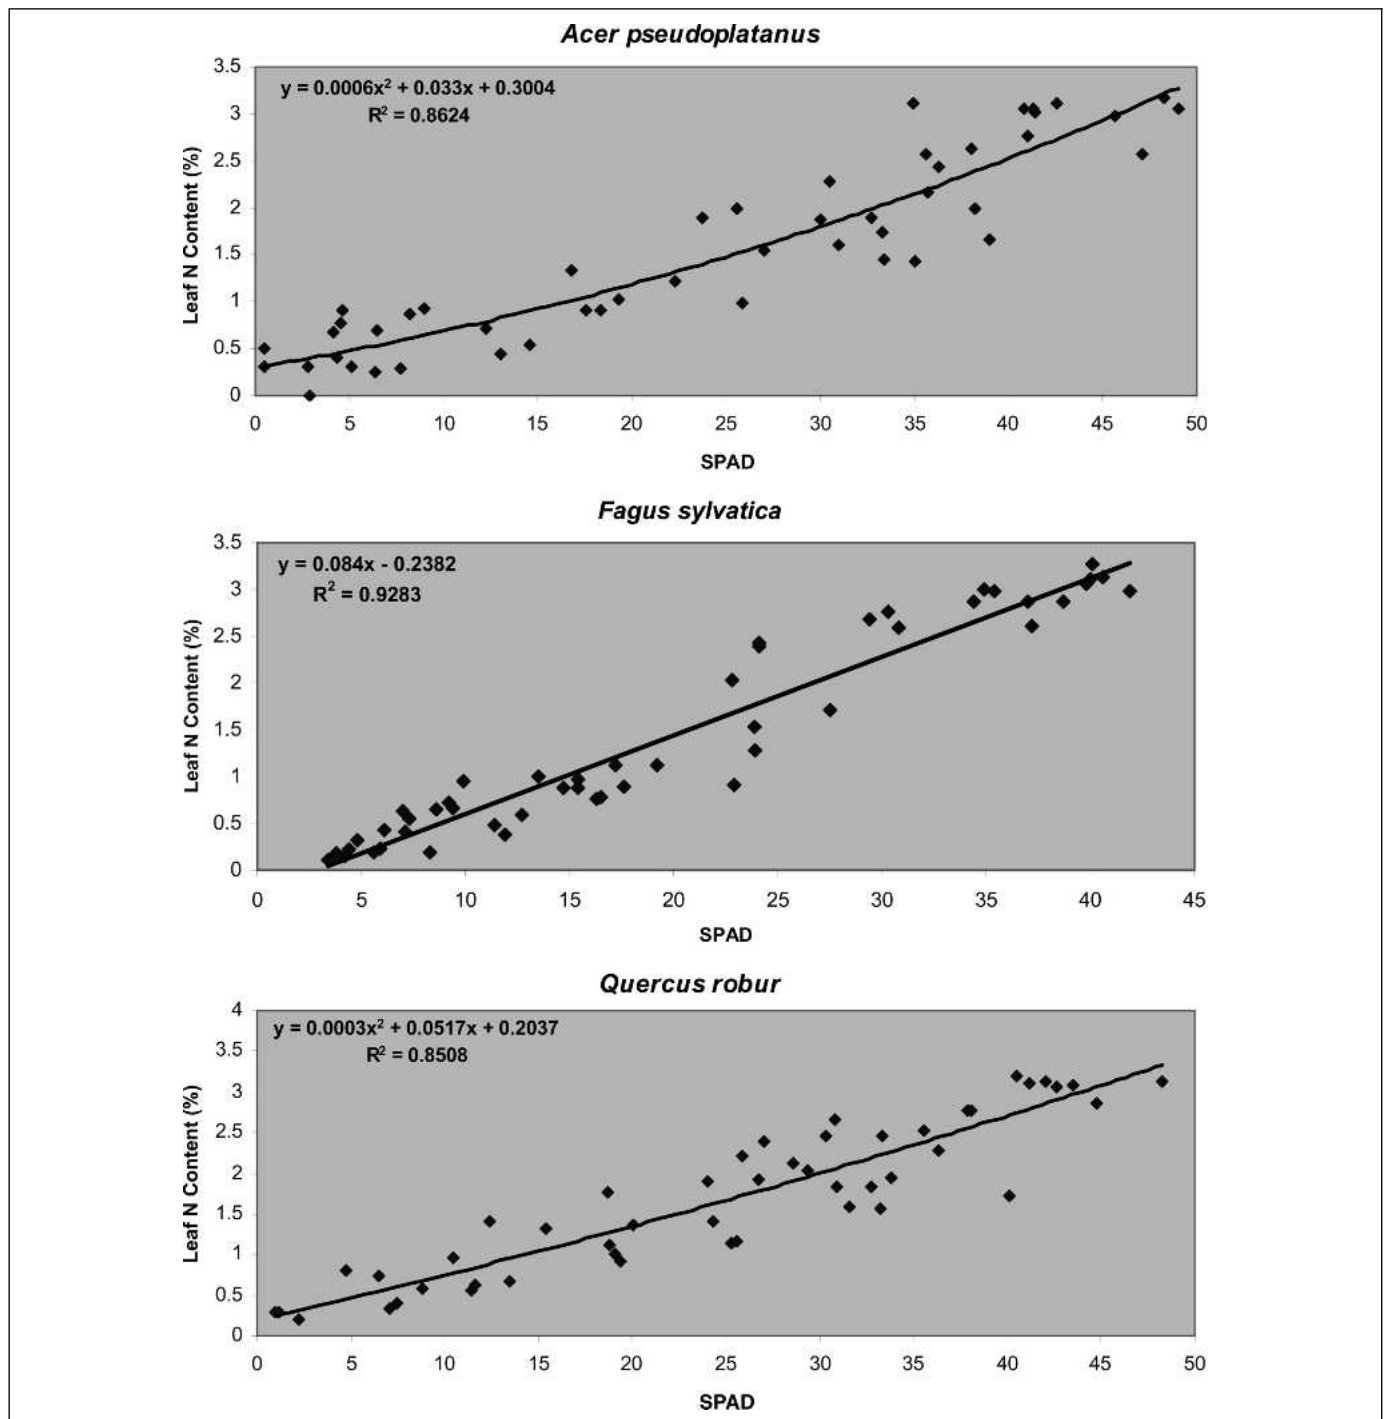 Acer pseudoplatanus
y = 0.0006x² + 0.033x + 0.3004
R² = 0.8624
Leaf N Content (%)
3.5
3
2.5
2
1.5
1
0.5
0
0 5 10 15 20 25 30 35 40 45 50
SPAD
Fagus sylvatica
y = 0.084x - 0.2382
R² = 0.9283
Leaf N Content (%)
3.5
3
2.5
2
1.5
1
0.5
0
0 5 10 15 20 25 30 35 40 45
SPAD
Quercus robur
y = 0.0003x² + 0.0517x + 0.2037
R² = 0.8508
Leaf N Content (%)
4
3.5
3
2.5
2
1.5
1
0.5
0
0 5 10 15 20 25 30 35 40 45 50
SPAD